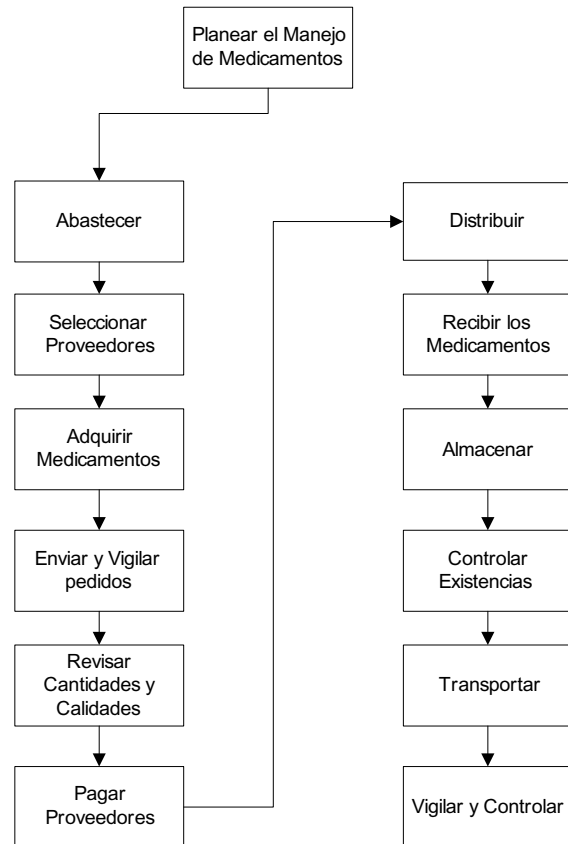 Planear el Manejo
de Medicamentos
Abastecer
Seleccionar
Proveedores
Adquirir
Medicamentos
Enviar y Vigilar
pedidos
Revisar
Cantidades y
Calidades
Pagar
Proveedores
Distribuir
Recibir los
Medicamentos
Almacenar
Controlar
Existencias
Transportar
Vigilar y Controlar